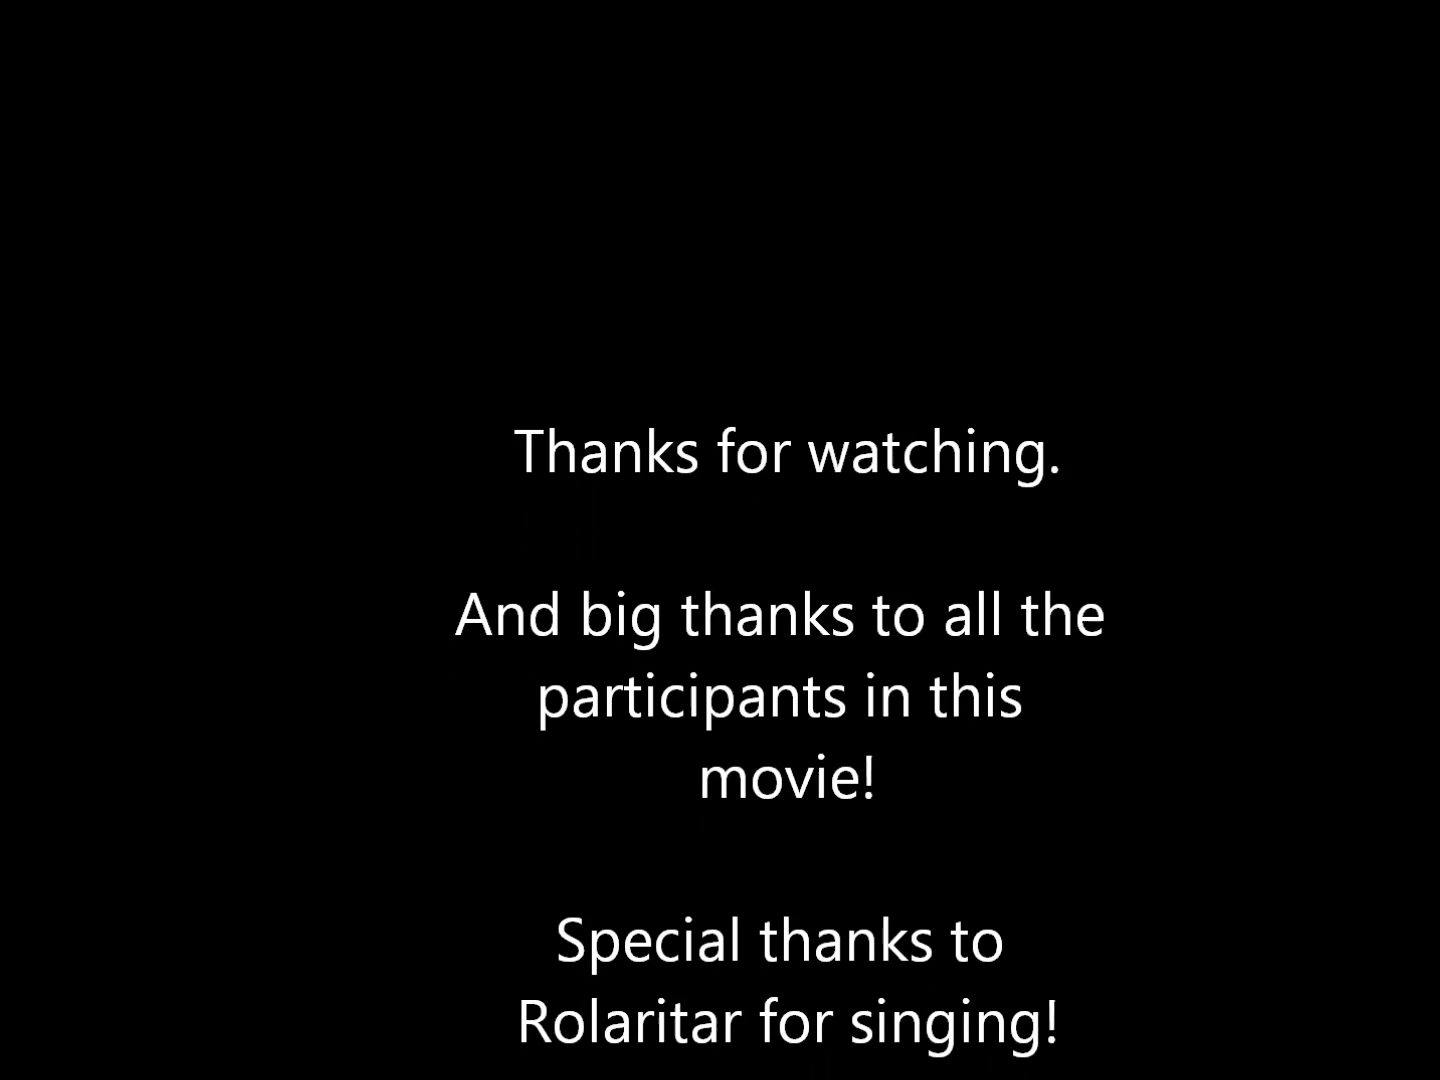 Thanks for watching.
And big thanks to all the
participants in this
movie!
Special thanks to
Rolaritar for singing!